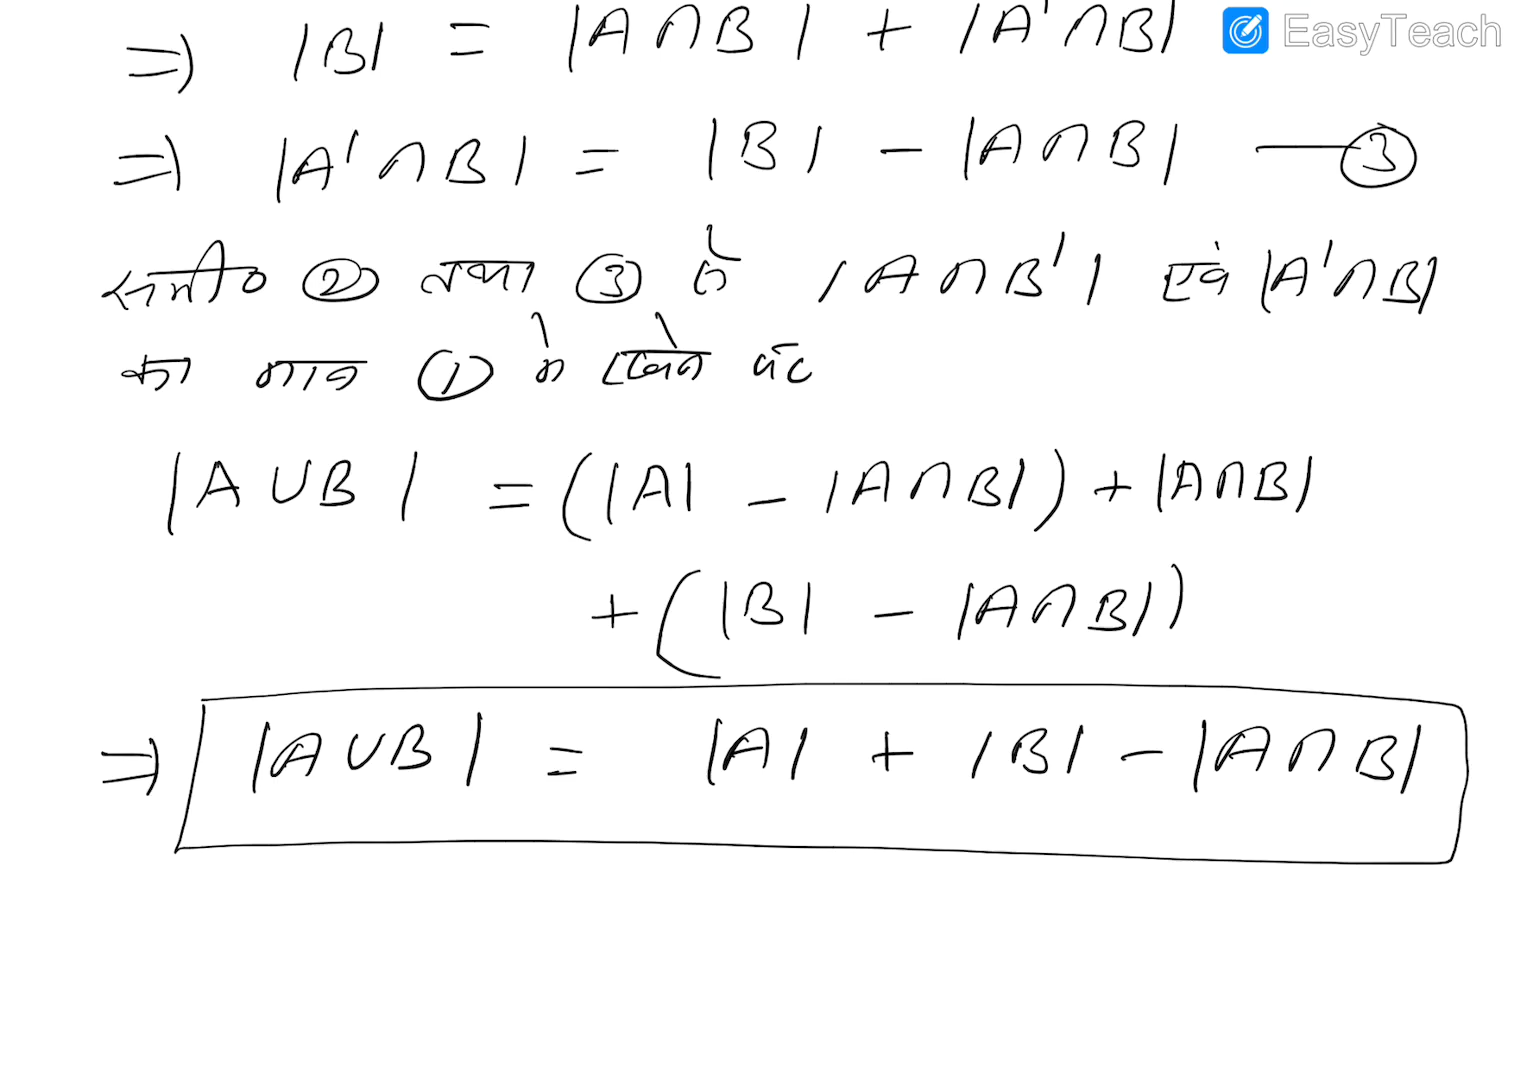 ⇒ |B| = |A∩B| + |A'∩B|
EasyTeach
⇒ |A'∩B| = |B| - |A∩B| —③
समी० ② तथा ③ से |A∩B'| एवं |A'∩B|
का मान ① में रखने पर
|A∪B| = (|A| - |A∩B|) + |A∩B|
+ (|B| - |A∩B|)
⇒ |A∪B| = |A| + |B| - |A∩B|